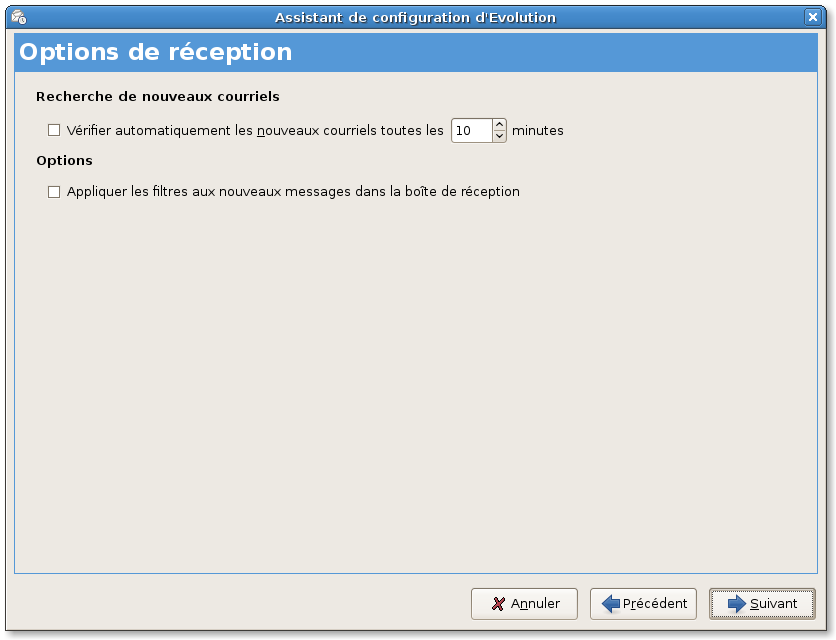 Assistant de configuration d'Evolution
Options de réception
Recherche de nouveaux courriels
Vérifier automatiquement les nouveaux courriels toutes les 10 minutes
Options
Appliquer les filtres aux nouveaux messages dans la boîte de réception
Annuler Précédent Suivant